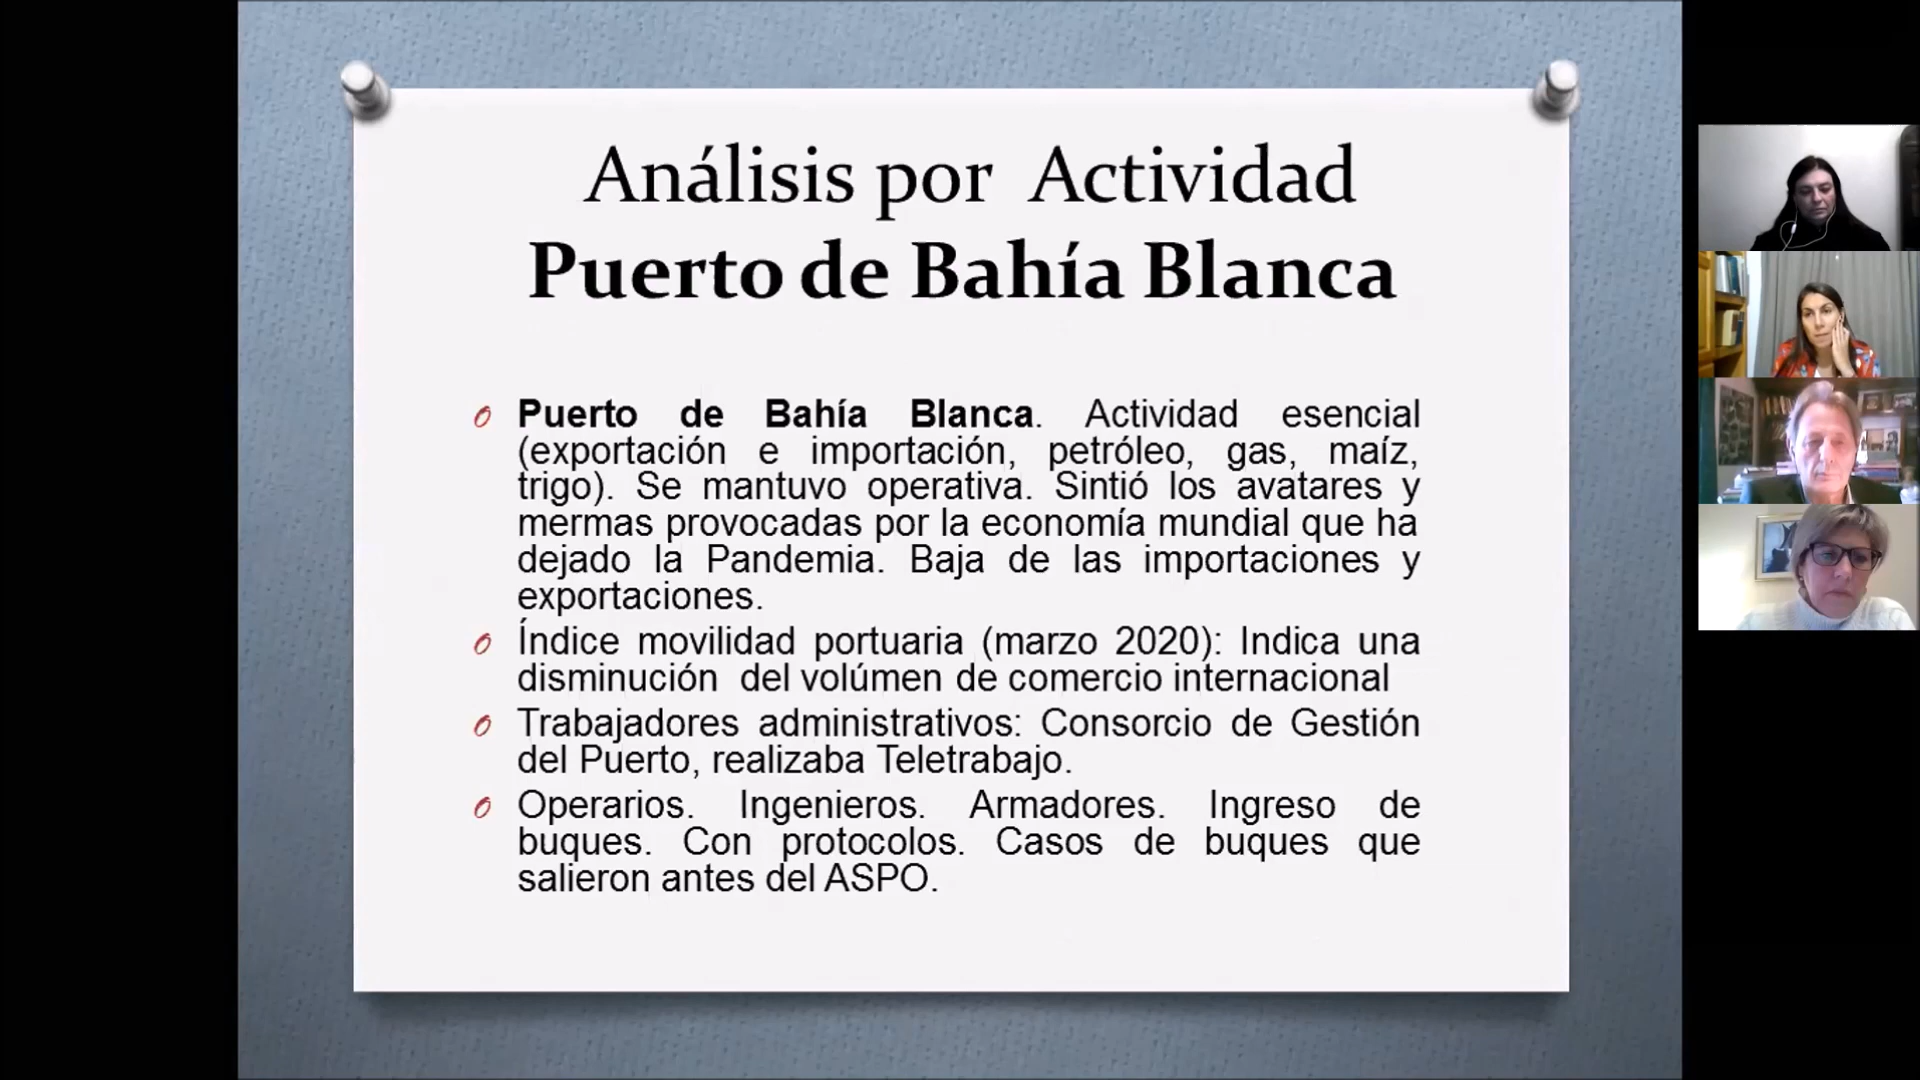 Análisis por Actividad
Puerto de Bahía Blanca
Puerto de Bahía Blanca. Actividad esencial
(exportación e importación, petróleo, gas, maíz,
trigo). Se mantuvo operativa. Sintió los avatares y
mermas provocadas por la economía mundial que ha
dejado la Pandemia. Baja de las importaciones y
exportaciones.
Índice movilidad portuaria (marzo 2020): Indica una
disminución del volúmen de comercio internacional
Trabajadores administrativos: Consorcio de Gestión
del Puerto, realizaba Teletrabajo.
Operarios. Ingenieros. Armadores. Ingreso de
buques. Con protocolos. Casos de buques que
salieron antes del ASPO.